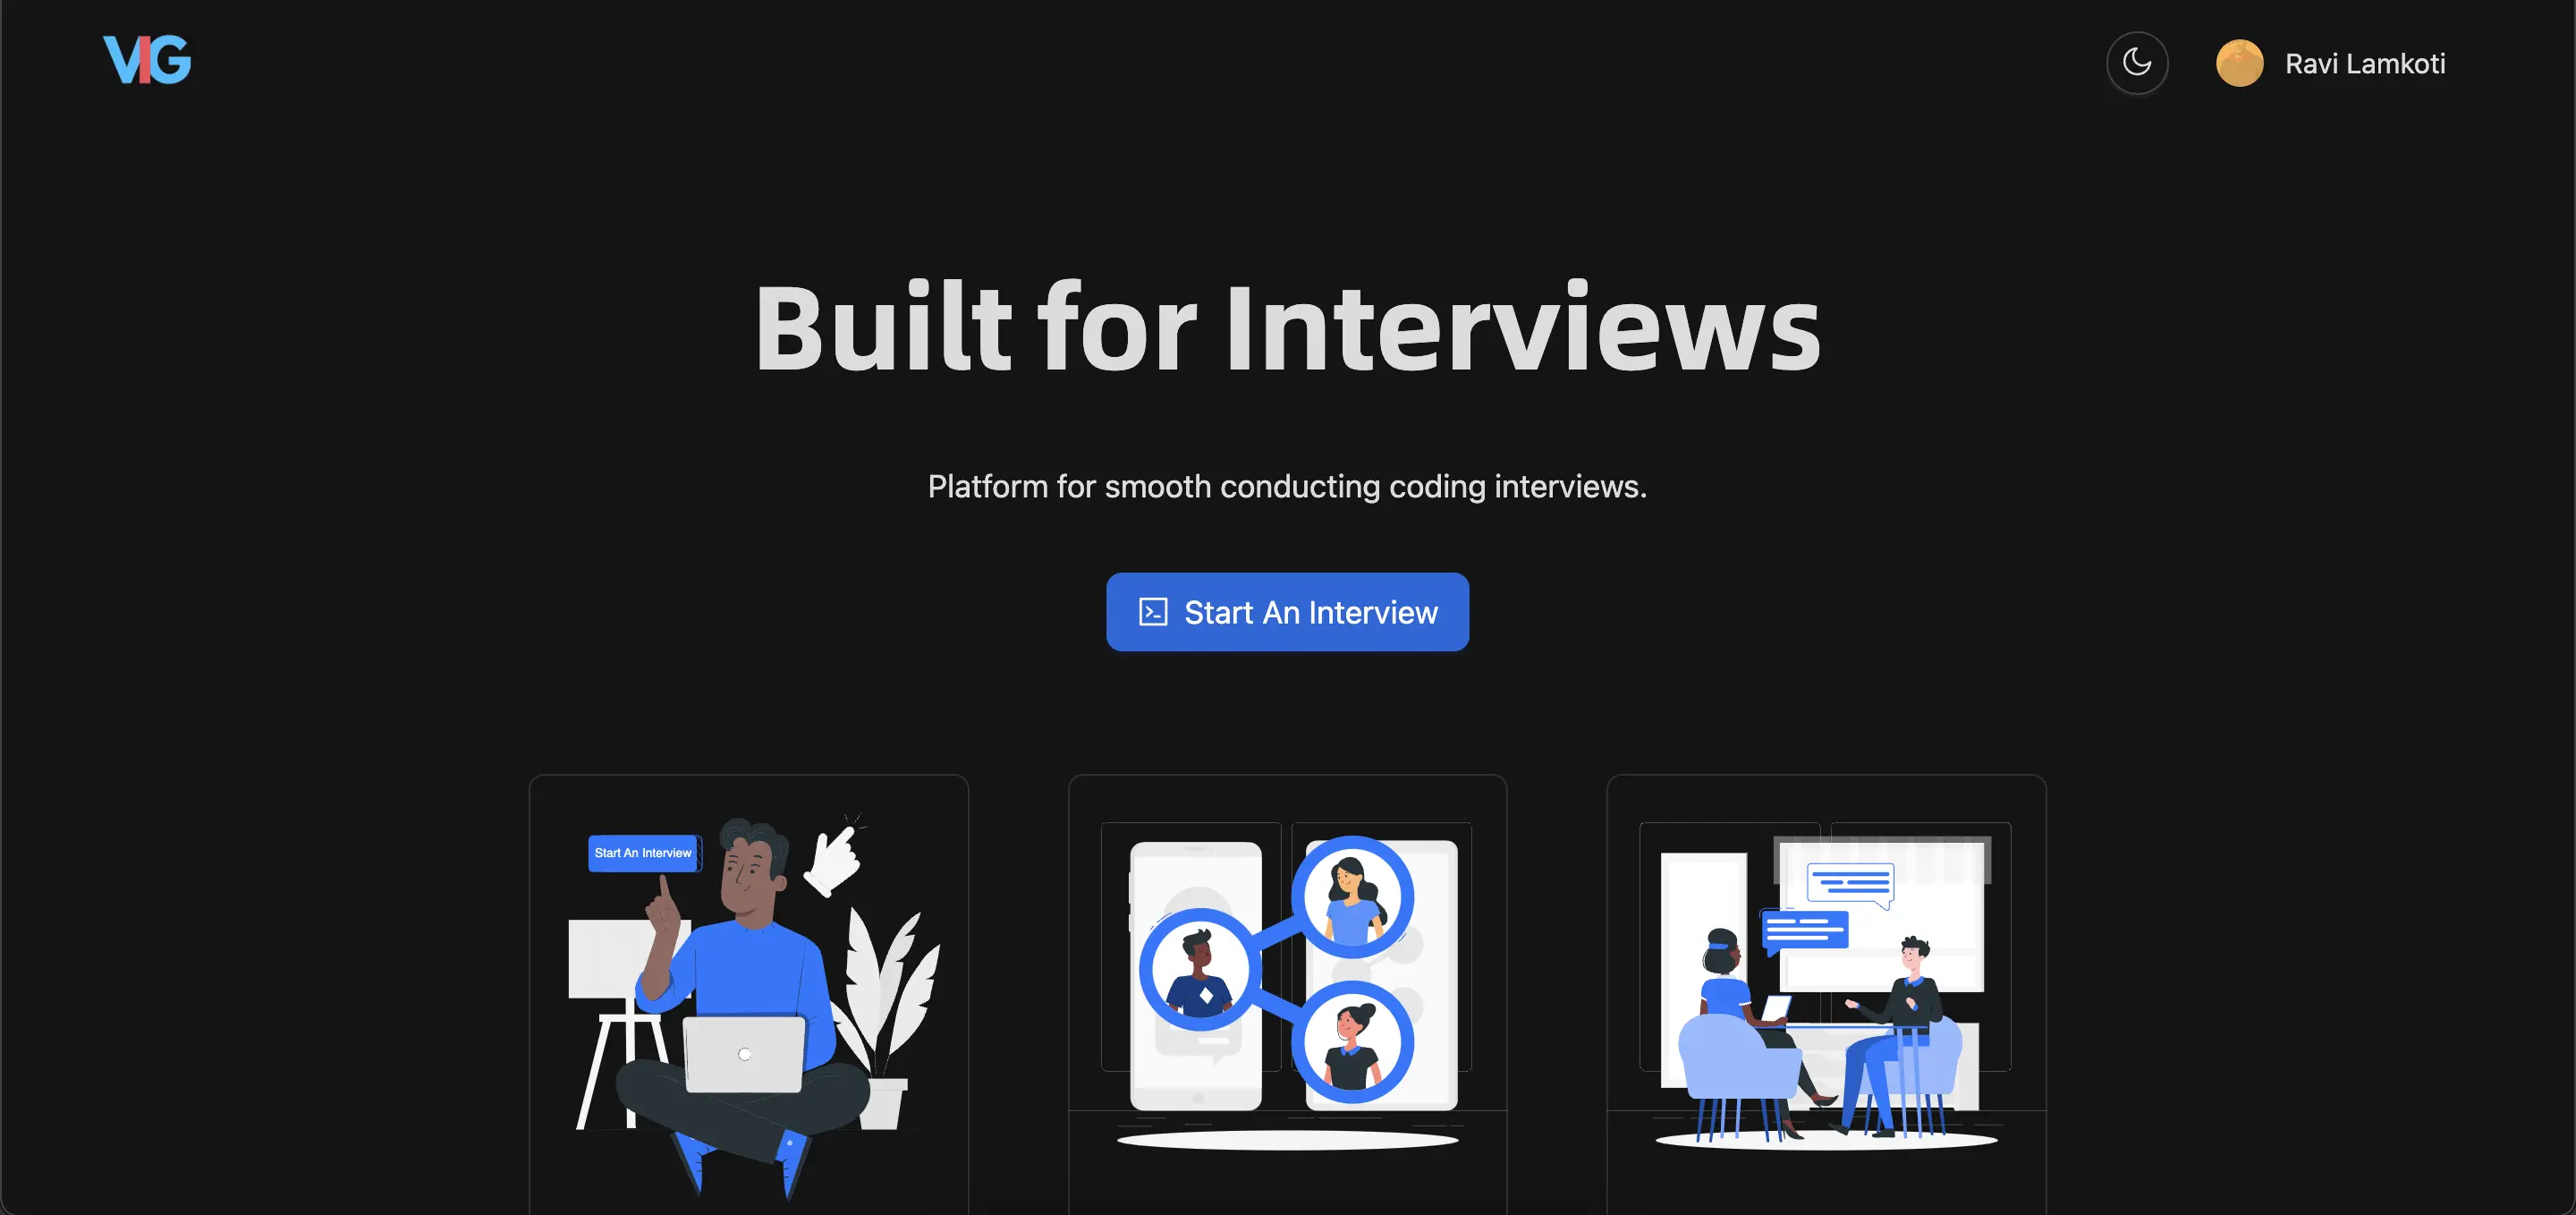 VIG
Ravi Lamkoti
Built for Interviews
Platform for smooth conducting coding interviews.
Start An Interview
Start An Interview